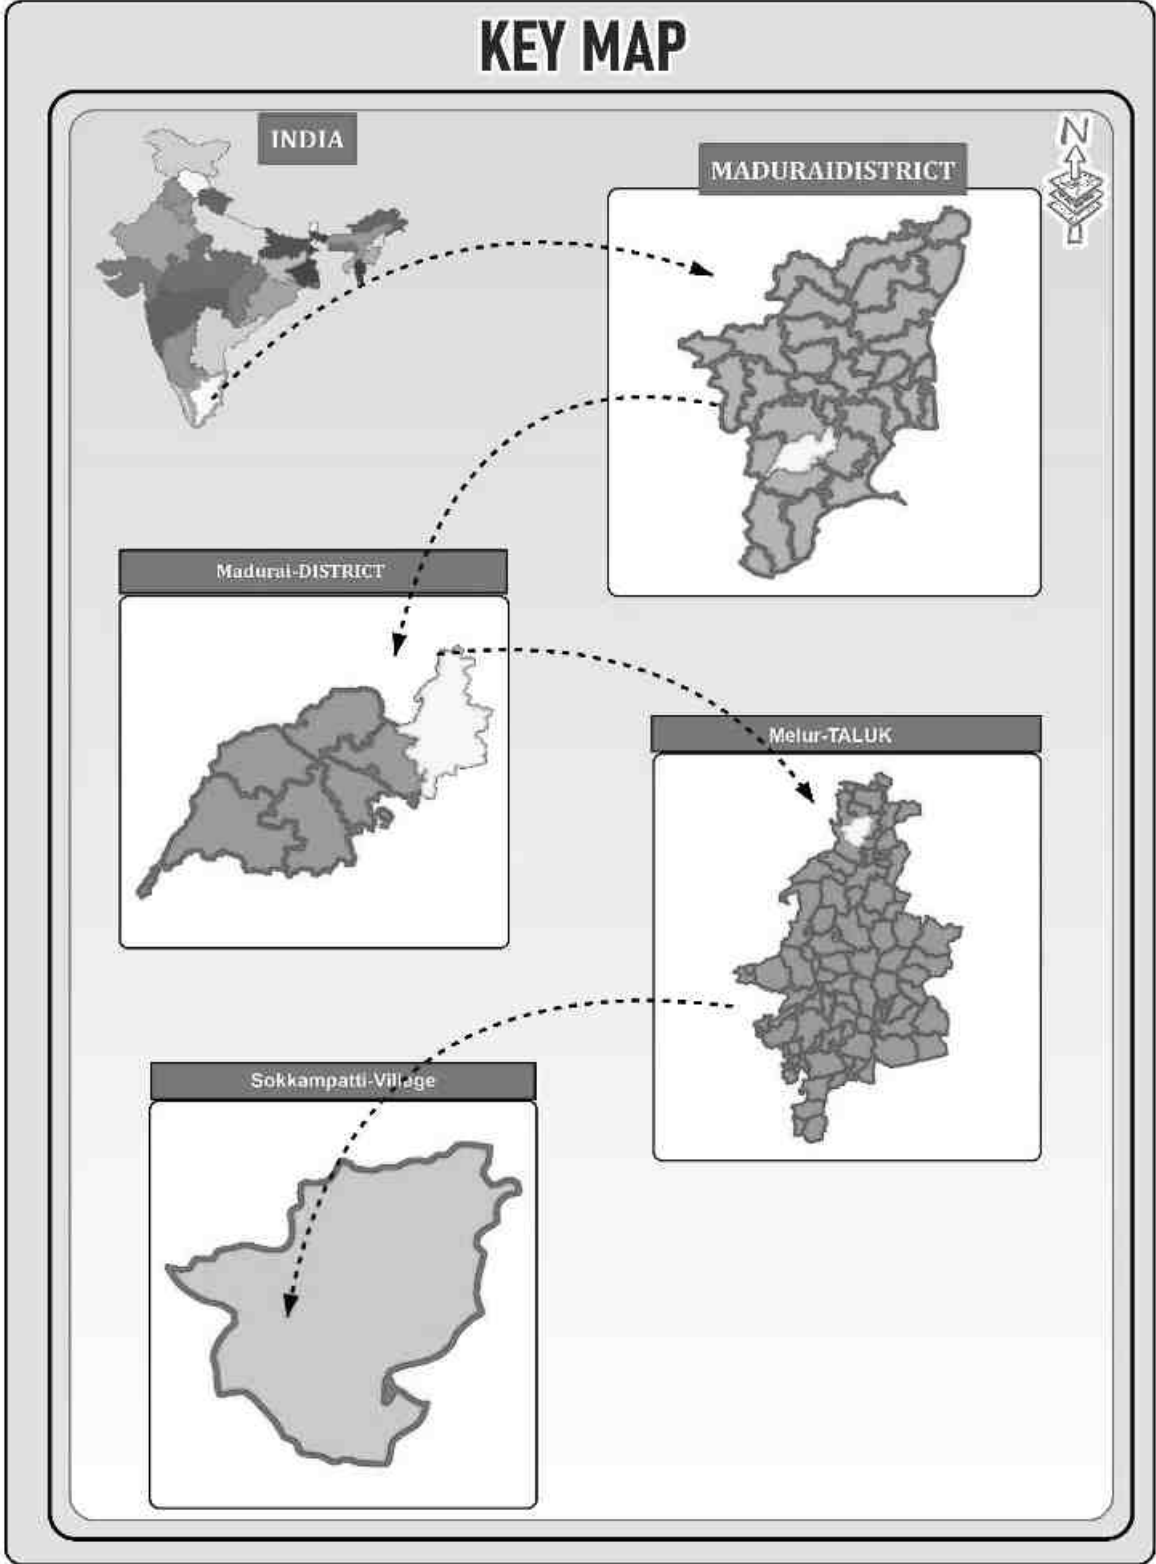 KEY MAP
INDIA
N
MADURAIDISTRICT
Madurai-DISTRICT
Melur-TALUK
Sokkampatti-Village